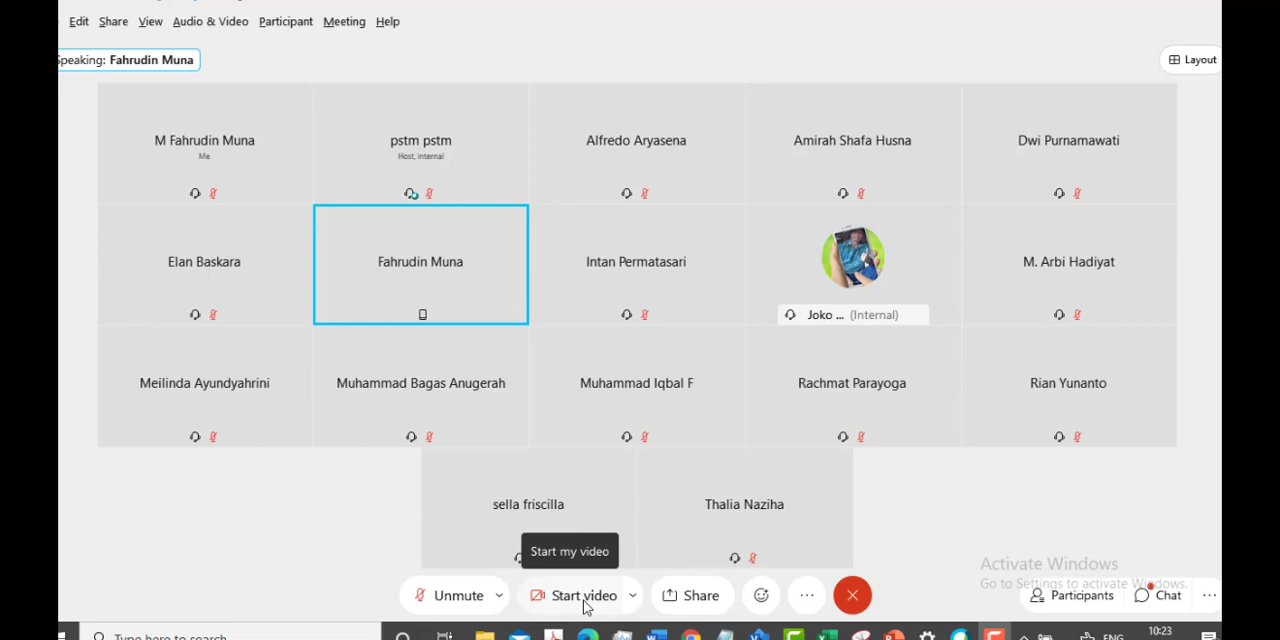 Edit Share View Audio & Video Participant Meeting Help
Speaking: Fahrudin Muna
Layout
M Fahrudin Muna
Me
pstm pstm
Host, internal
Alfredo Aryasena
Amirah Shafa Husna
Dwi Purnamawati
Elan Baskara
Fahrudin Muna
Intan Permatasari
Joko ... (Internal)
M. Arbi Hadiyat
Meilinda Ayundyahrini
Muhammad Bagas Anugerah
Muhammad Iqbal F
Rachmat Parayoga
Rian Yunanto
sella friscilla
Thalia Naziha
Start my video
Activate Windows
Go to Settings to activate Windows.
Unmute
Start video
Share
Participants
Chat
Type here to search
ENG
10:23